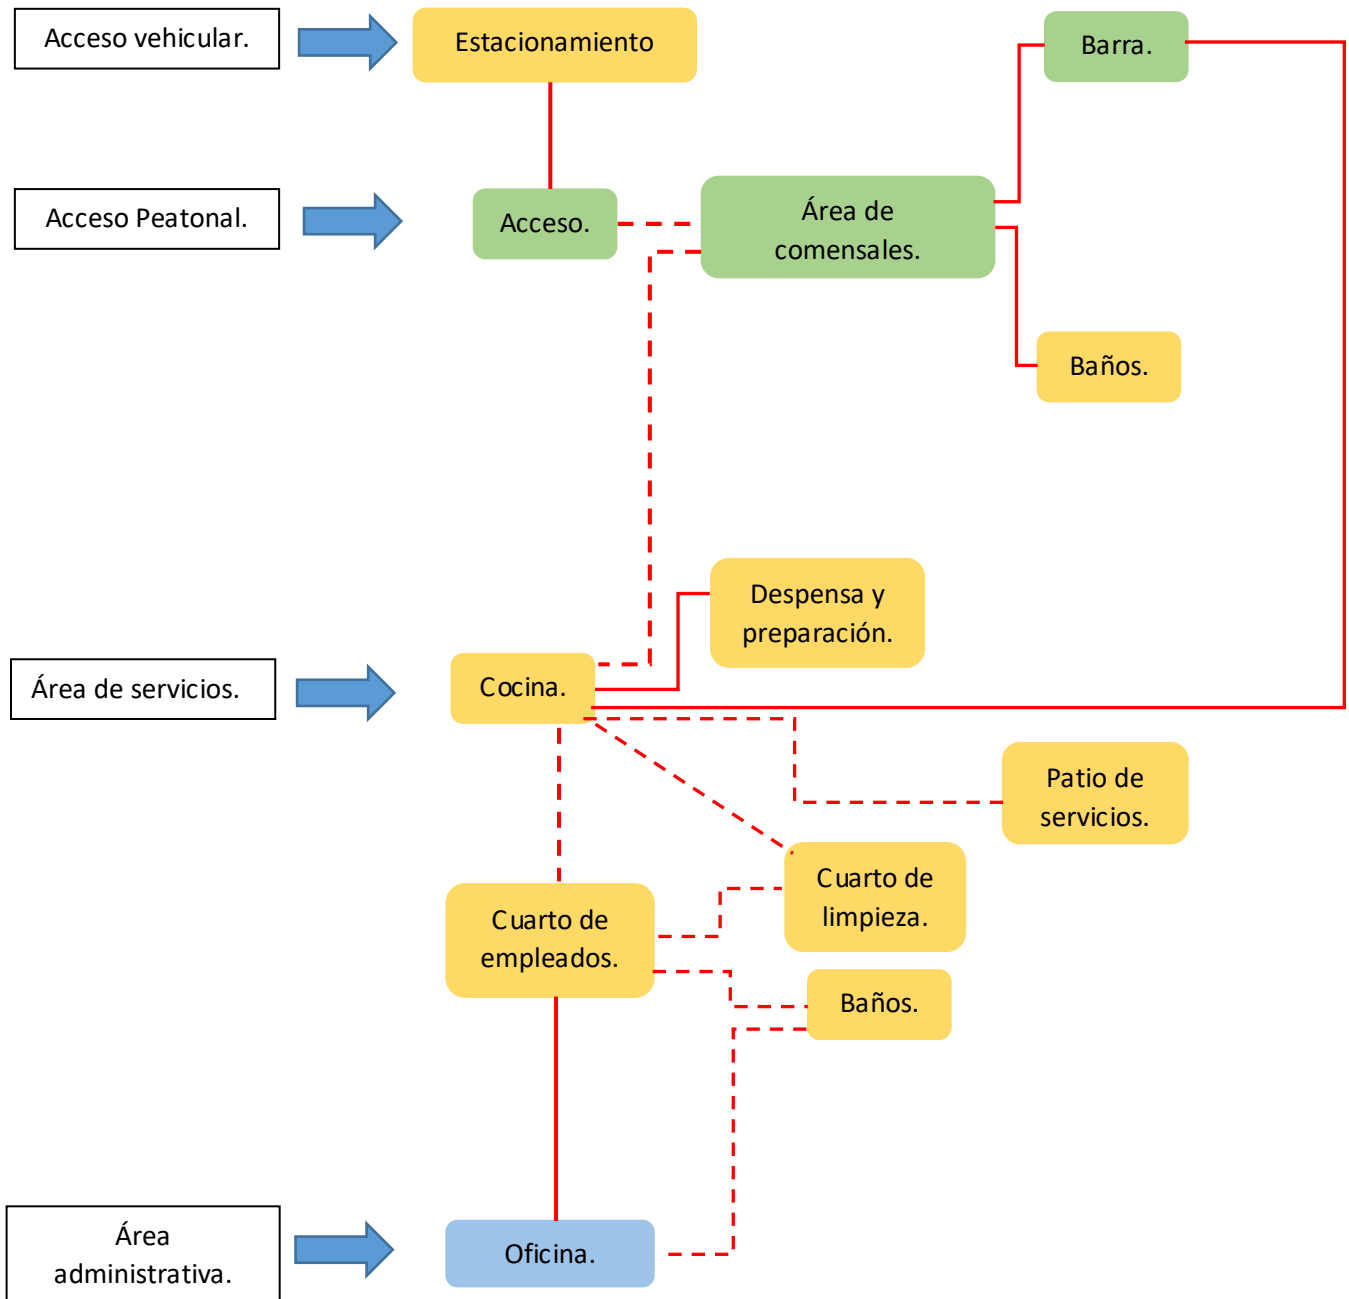 Acceso vehicular.
Estacionamiento
Barra.
Acceso Peatonal.
Acceso.
Área de
comensales.
Baños.
Despensa y
preparación.
Área de servicios.
Cocina.
Patio de
servicios.
Cuarto de
limpieza.
Cuarto de
empleados.
Baños.
Área
administrativa.
Oficina.